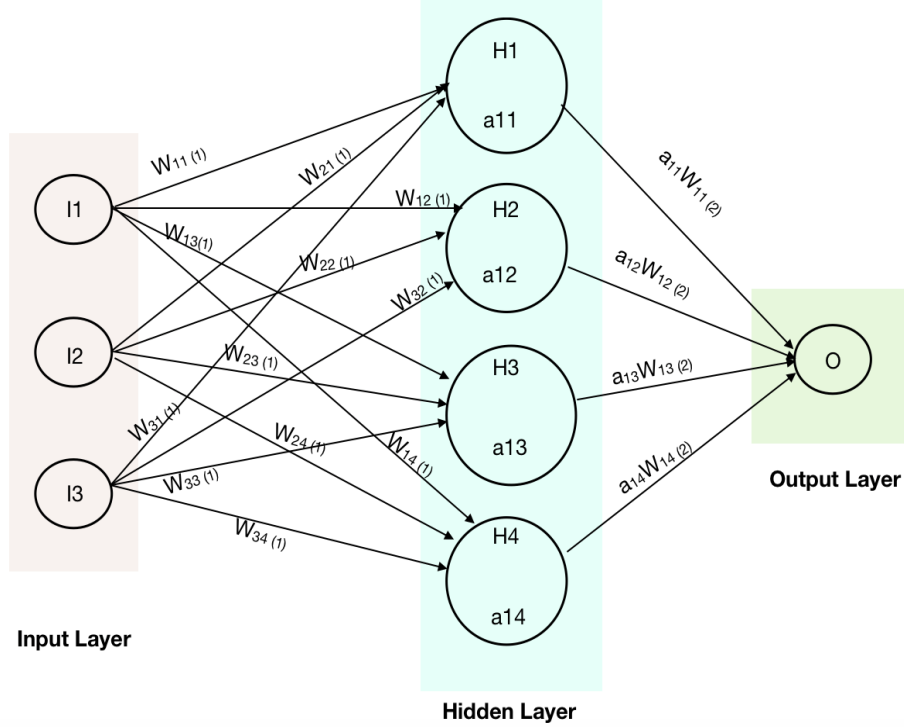 H1
a11
W11 (1)
W21 (1)
a11W11 (2)
I1
W12 (1)
H2
W13(1)
W22 (1)
a12
a12W12 (2)
W32 (1)
I2
W23 (1)
H3
O
a13W13 (2)
W31 (1)
W24 (1)
W14 (1)
a13
I3
W33 (1)
a14W14 (2)
Output Layer
W34 (1)
H4
a14
Input Layer
Hidden Layer